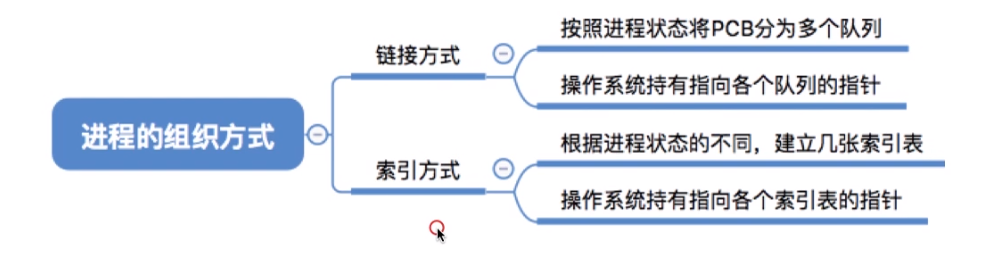 进程的组织方式
链接方式
按照进程状态将PCB分为多个队列
操作系统持有指向各个队列的指针
索引方式
根据进程状态的不同，建立几张索引表
操作系统持有指向各个索引表的指针